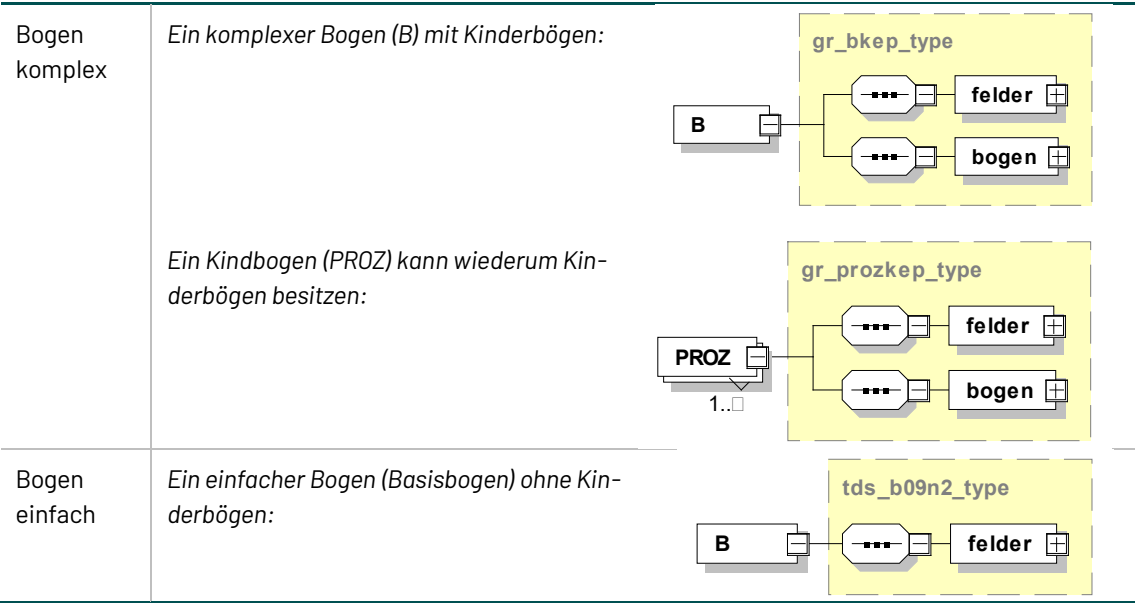 Bogen
komplex
Ein komplexer Bogen (B) mit Kinderbögen:
gr_bkep_type
felder
B
bogen
Ein Kindbogen (PROZ) kann wiederum Kin-
derbögen besitzen:
gr_prozkep_type
felder
PROZ
bogen
1..□
Bogen
einfach
Ein einfacher Bogen (Basisbogen) ohne Kin-
derbögen:
tds_b09n2_type
B
felder